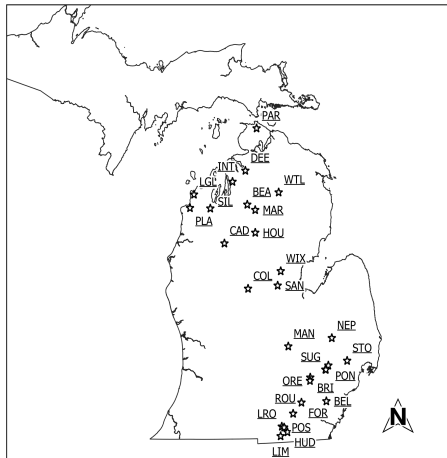 PAR
DEE
INT
LGL
WTL
BEA
SIL
MAR
PLA
CAD
HOU
WIX
COL
SAN
NEP
MAN
STO
SUG
PON
ORE
BRI
ROU
BEL
LRO
FOR
POS
HUD
LIM
N